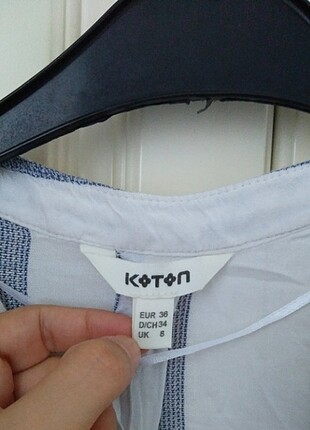 KOTON
EUR 36
D/CH 34
UK 8